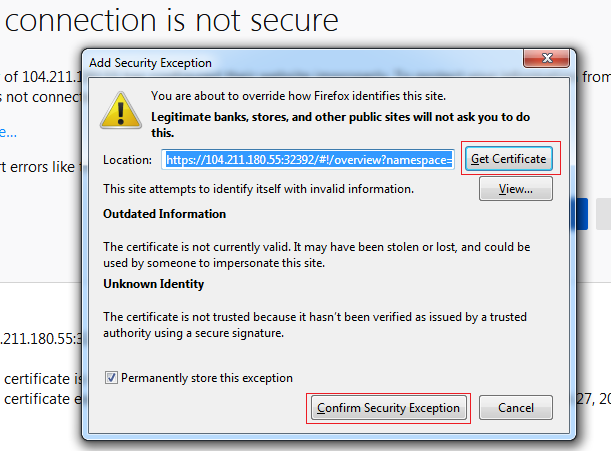 connection is not secure
Add Security Exception
of 104.211.1
from
You are about to override how Firefox identifies this site.
s not connect
Legitimate banks, stores, and other public sites will not ask you to do
this.
e...
Location:
https://104.211.180.55:32392/#!/overview?namespace=
Get Certificate
rt errors like t
This site attempts to identify itself with invalid information.
View...
Outdated Information
The certificate is not currently valid. It may have been stolen or lost, and could be
used by someone to impersonate this site.
Unknown Identity
The certificate is not trusted because it hasn't been verified as issued by a trusted
authority using a secure signature.
.211.180.55:3
certificate is
Permanently store this exception
certificate e
27, 20
Confirm Security Exception
Cancel